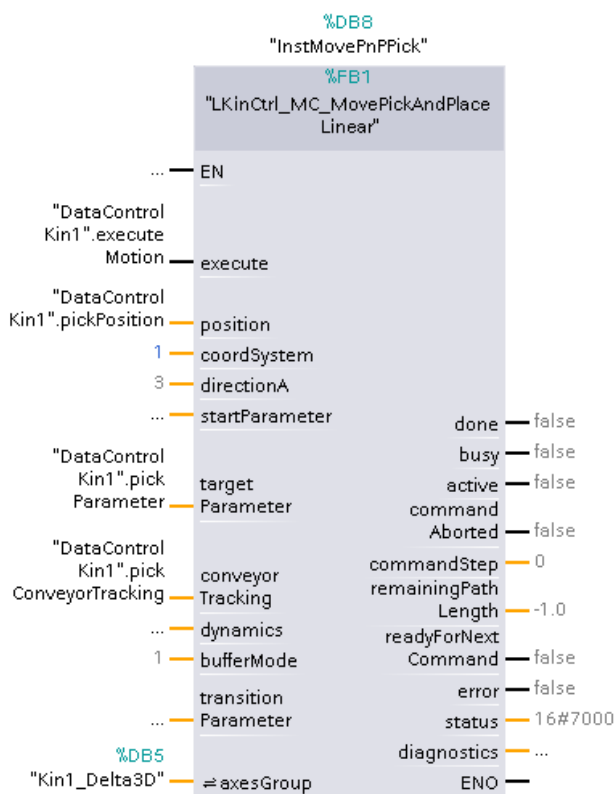 %DB8
"InstMovePnPPick"
%FB1
"LKinCtrl_MC_MovePickAndPlace
Linear"
... EN
"DataControl
Kin1".execute
Motion execute
"DataControl
Kin1".pickPosition position
1 coordSystem
3 directionA
... startParameter
done false
busy false
"DataControl
Kin1".pick
Parameter target
Parameter
active false
command
Aborted false
"DataControl
Kin1".pick
ConveyorTracking conveyor
Tracking
commandStep 0
remainingPath
Length -1.0
... dynamics
readyForNext
Command false
1 bufferMode
error false
... transition
Parameter
status 16#7000
diagnostics ...
%DB5
"Kin1_Delta3D" ⇌ axesGroup
ENO